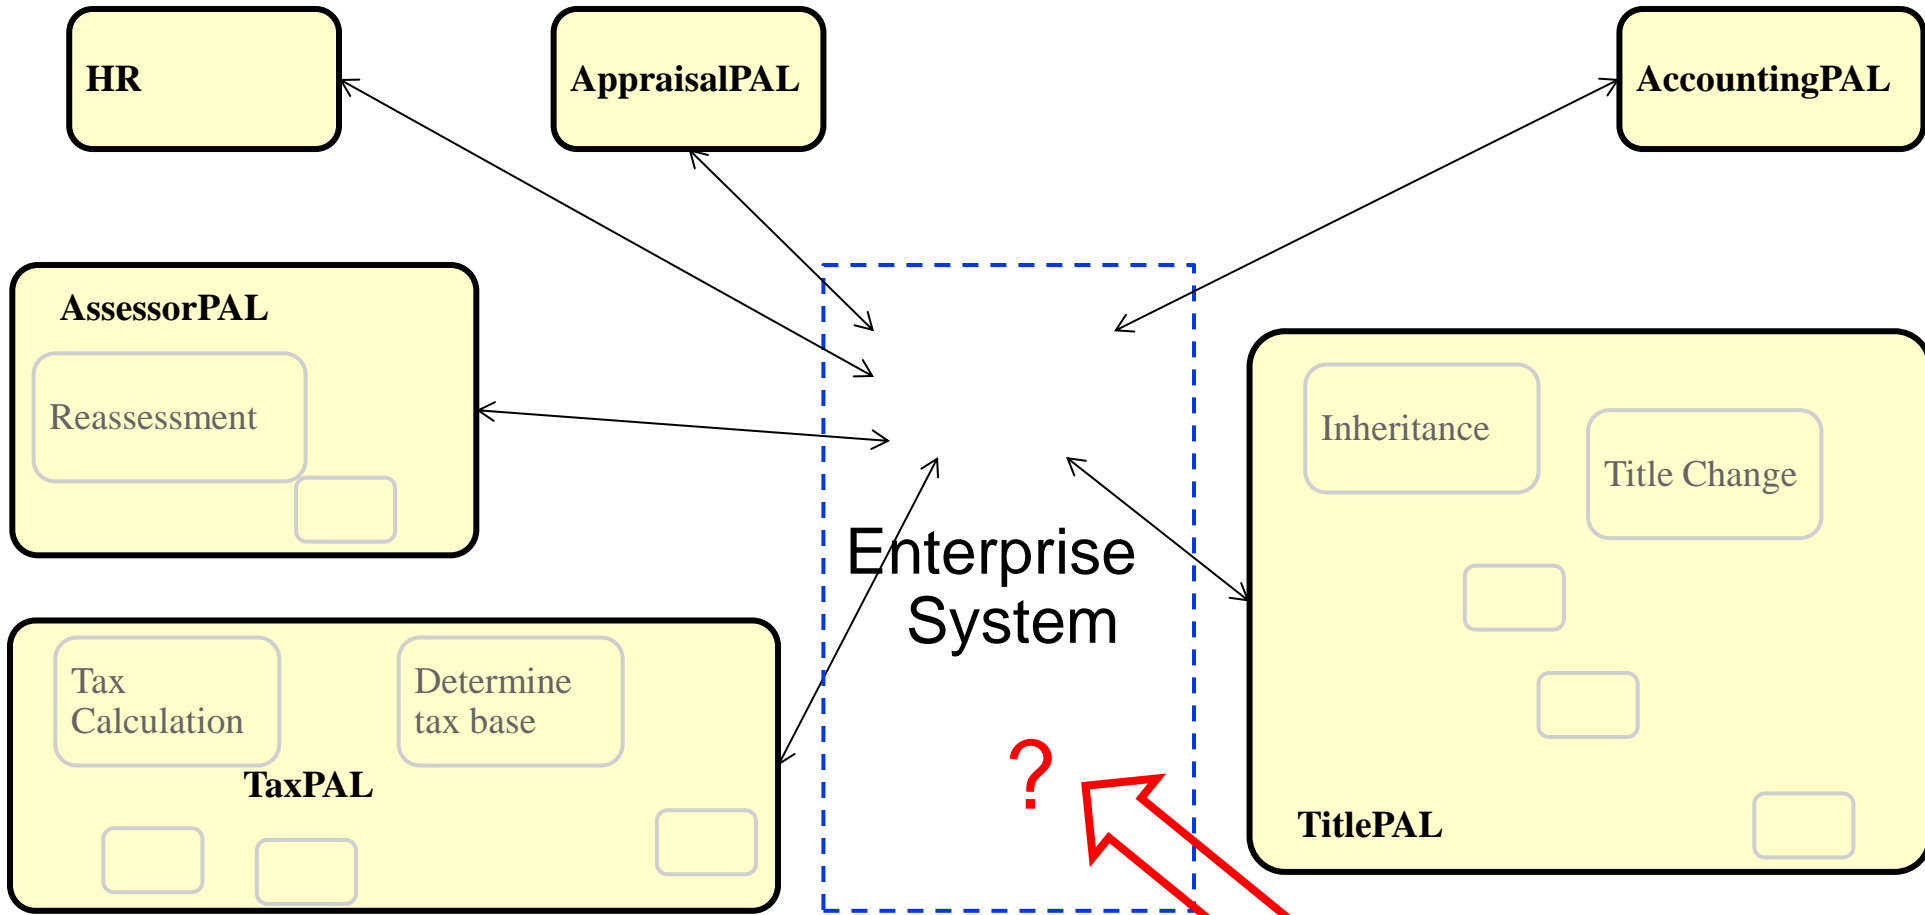 HR
AppraisalPAL
AccountingPAL
AssessorPAL
Reassessment
Inheritance
Title Change
Enterprise
System
Tax
Calculation
Determine
tax base
TaxPAL
?
TitlePAL